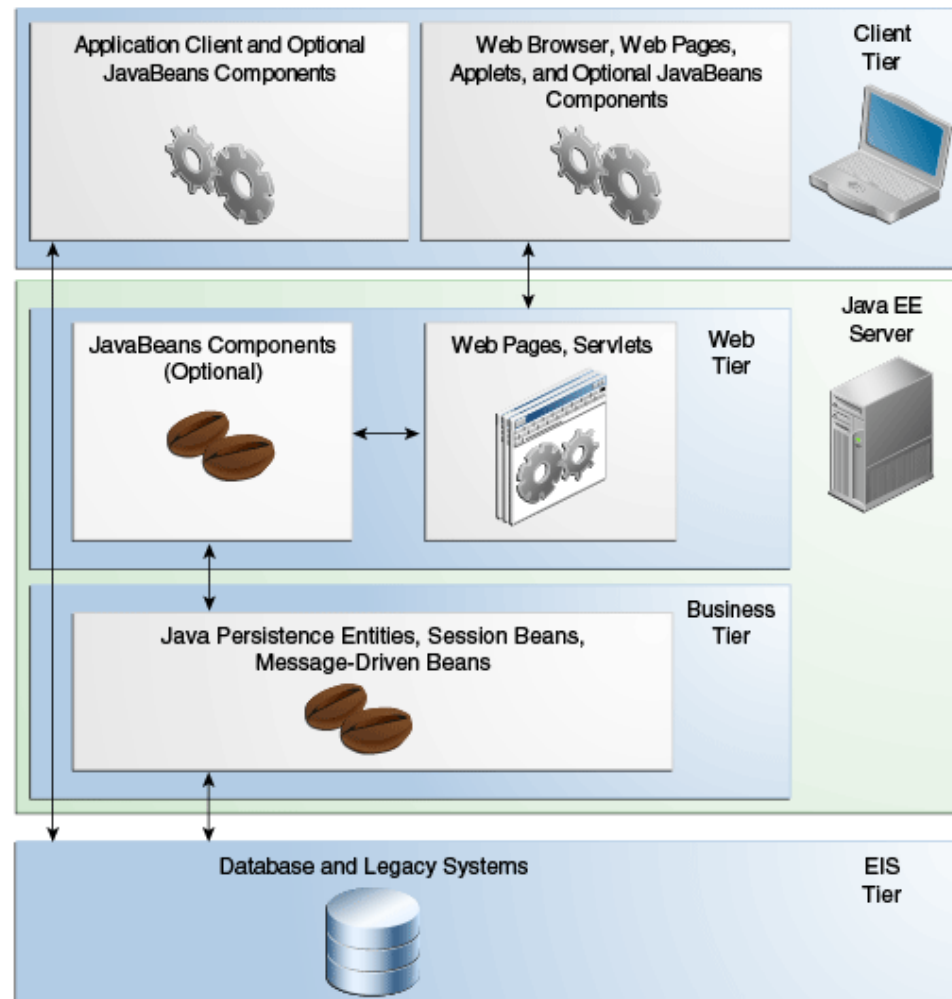 Application Client and Optional
JavaBeans Components
Web Browser, Web Pages,
Applets, and Optional JavaBeans
Components
Client
Tier
Java EE
Server
JavaBeans Components
(Optional)
Web Pages, Servlets
Web
Tier
Java Persistence Entities, Session Beans,
Message-Driven Beans
Business
Tier
Database and Legacy Systems
EIS
Tier